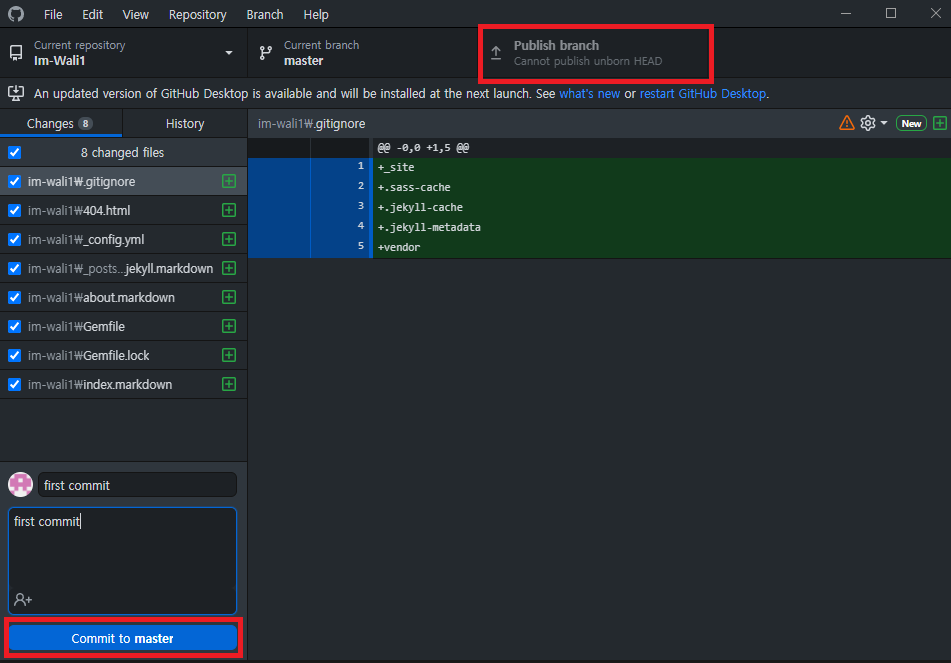 File Edit View Repository Branch Help
Current repository
Im-Wali1
Current branch
master
Publish branch
Cannot publish unborn HEAD
An updated version of GitHub Desktop is available and will be installed at the next launch. See what's new or restart GitHub Desktop.
Changes 8
History
im-wali1₩.gitignore
New
8 changed files
im-wali1₩.gitignore
im-wali1₩404.html
im-wali1₩_config.yml
im-wali1₩_posts...jekyll.markdown
im-wali1₩about.markdown
im-wali1₩Gemfile
im-wali1₩Gemfile.lock
im-wali1₩index.markdown
@@ -0,0 +1,5 @@
1 +_site
2 +.sass-cache
3 +.jekyll-cache
4 +.jekyll-metadata
5 +vendor
first commit
first commit
Commit to master